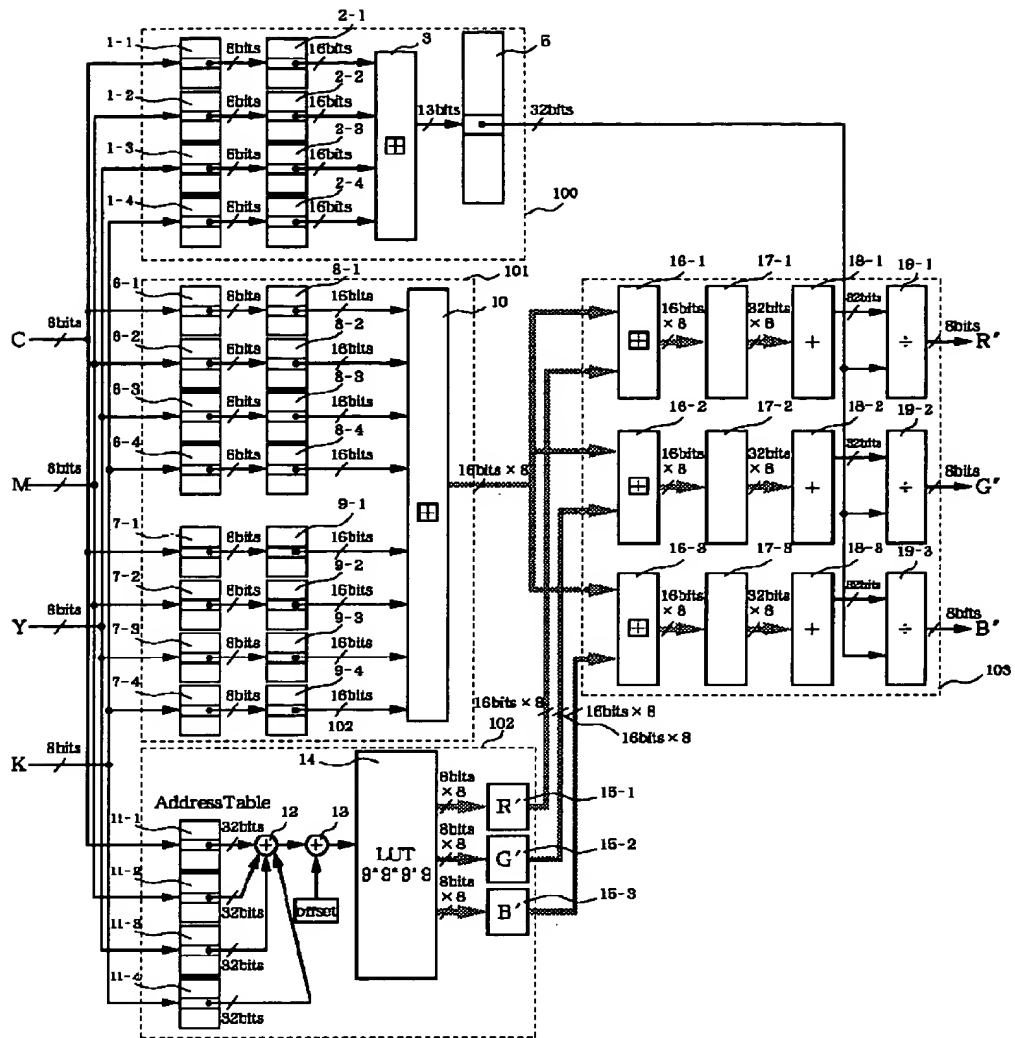 2-1
1-1
8bits
16bits
3
5
1-2
2-2
8bits
16bits
13bits
32bits
1-3
2-3
8bits
16bits
1-4
2-4
8bits
16bits
100
101
6-1
8-1
8bits
16bits
10
16-1
17-1
18-1
19-1
C
8bits
6-2
8-2
8bits
16bits
16bits
× 8
32bits
× 8
+
32bits
÷
8bits
R'
6-3
8-3
8bits
16bits
16-2
17-2
18-2
19-2
6-4
8-4
8bits
16bits
16bits × 8
M
8bits
16bits
× 8
32bits
× 8
+
32bits
÷
8bits
G'
7-1
9-1
8bits
16bits
16-3
17-3
18-3
19-3
7-2
9-2
8bits
16bits
Y
8bits
16bits
× 8
32bits
× 8
+
32bits
÷
8bits
B'
7-3
9-3
8bits
16bits
103
7-4
9-4
8bits
16bits
102
16bits × 8
16bits × 8
16bits × 8
K
8bits
102
14
AddressTable
8bits
× 8
R'
15-1
11-1
32bits
12
13
+
+
LUT
9*9*9*9
8bits
× 8
G'
15-2
11-2
32bits
offset
8bits
× 8
B'
15-3
11-3
32bits
11-4
32bits